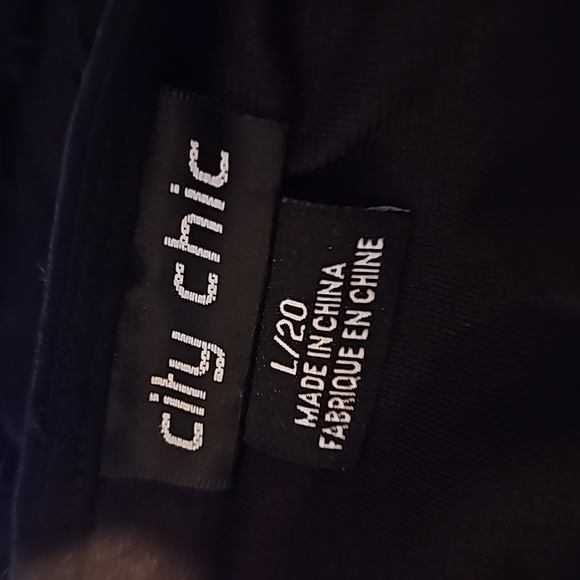 city chic
L/20
MADE IN CHINA
FABRIQUE EN CHINE